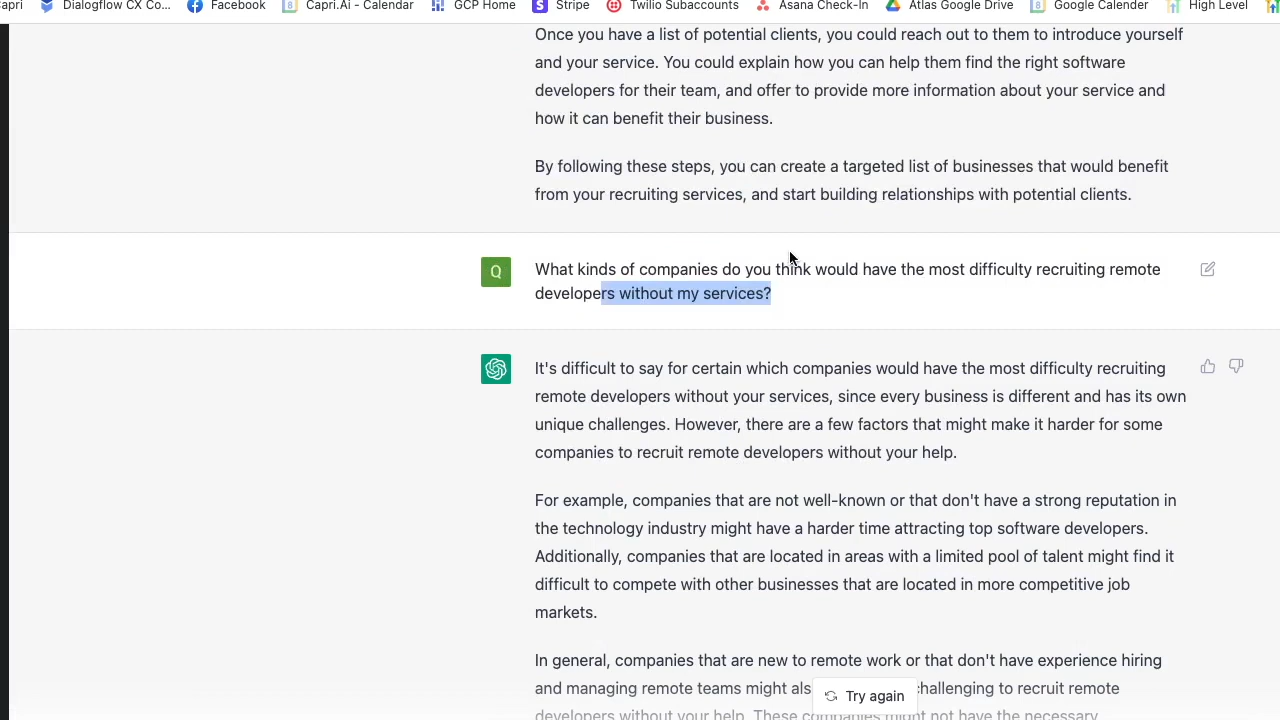 Capri Dialogflow CX Co... Facebook Capri.Ai - Calendar GCP Home Stripe Twilio Subaccounts Asana Check-In Atlas Google Drive Google Calendar High Level
Once you have a list of potential clients, you could reach out to them to introduce yourself
and your service. You could explain how you can help them find the right software
developers for their team, and offer to provide more information about your service and
how it can benefit their business.
By following these steps, you can create a targeted list of businesses that would benefit
from your recruiting services, and start building relationships with potential clients.
Q
What kinds of companies do you think would have the most difficulty recruiting remote
developers without my services?
It's difficult to say for certain which companies would have the most difficulty recruiting
remote developers without your services, since every business is different and has its own
unique challenges. However, there are a few factors that might make it harder for some
companies to recruit remote developers without your help.
For example, companies that are not well-known or that don't have a strong reputation in
the technology industry might have a harder time attracting top software developers.
Additionally, companies that are located in areas with a limited pool of talent might find it
difficult to compete with other businesses that are located in more competitive job
markets.
In general, companies that are new to remote work or that don't have experience hiring
and managing remote teams might als challenging to recruit remote
Try again
developers without your help. These companies might not have the necessary